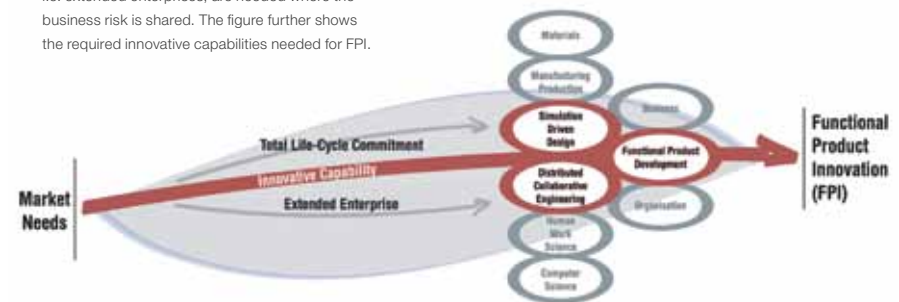 i.e. extended enterprises, are needed where the
business risk is shared. The figure further shows
the required innovative capabilities needed for FPI.
Materials
Manufacturing
Production
Business
Simulation
Driven
Design
Total Life-Cycle Commitment
Functional Product
Development
Functional
Product
Innovation
(FPI)
Innovative Capability
Distributed
Collaborative
Engineering
Market
Needs
Extended Enterprise
Organisation
Human
Work
Science
Computer
Science